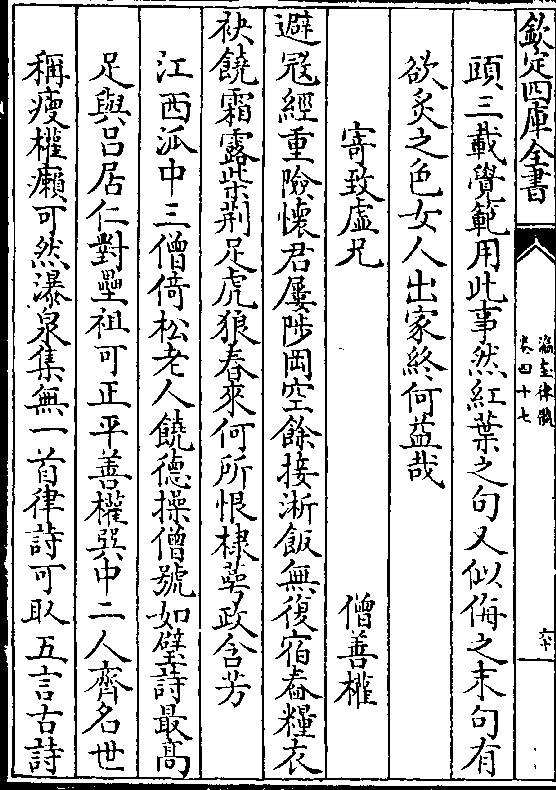 欽定四庫全書
瀛奎律髓
卷四十七
六十
頭三載覺範用此事然紅葉之句又似侮之末句有
欲炙之色女人出家終何益哉
寄致虛兄
僧善權
避寇經重險懷君屢陟岡空餘接淅飯無復宿舂糧衣
袂饒霜露柴荆足虎狼春來何所恨棣萼政含芳
江西派中三僧倚松老人饒德操僧號如璧詩最高
足與呂居仁對壘祖可正平善權巽中二人齊名世
稱瘦權癩可然瀑泉集無一首律詩可取五言古詩